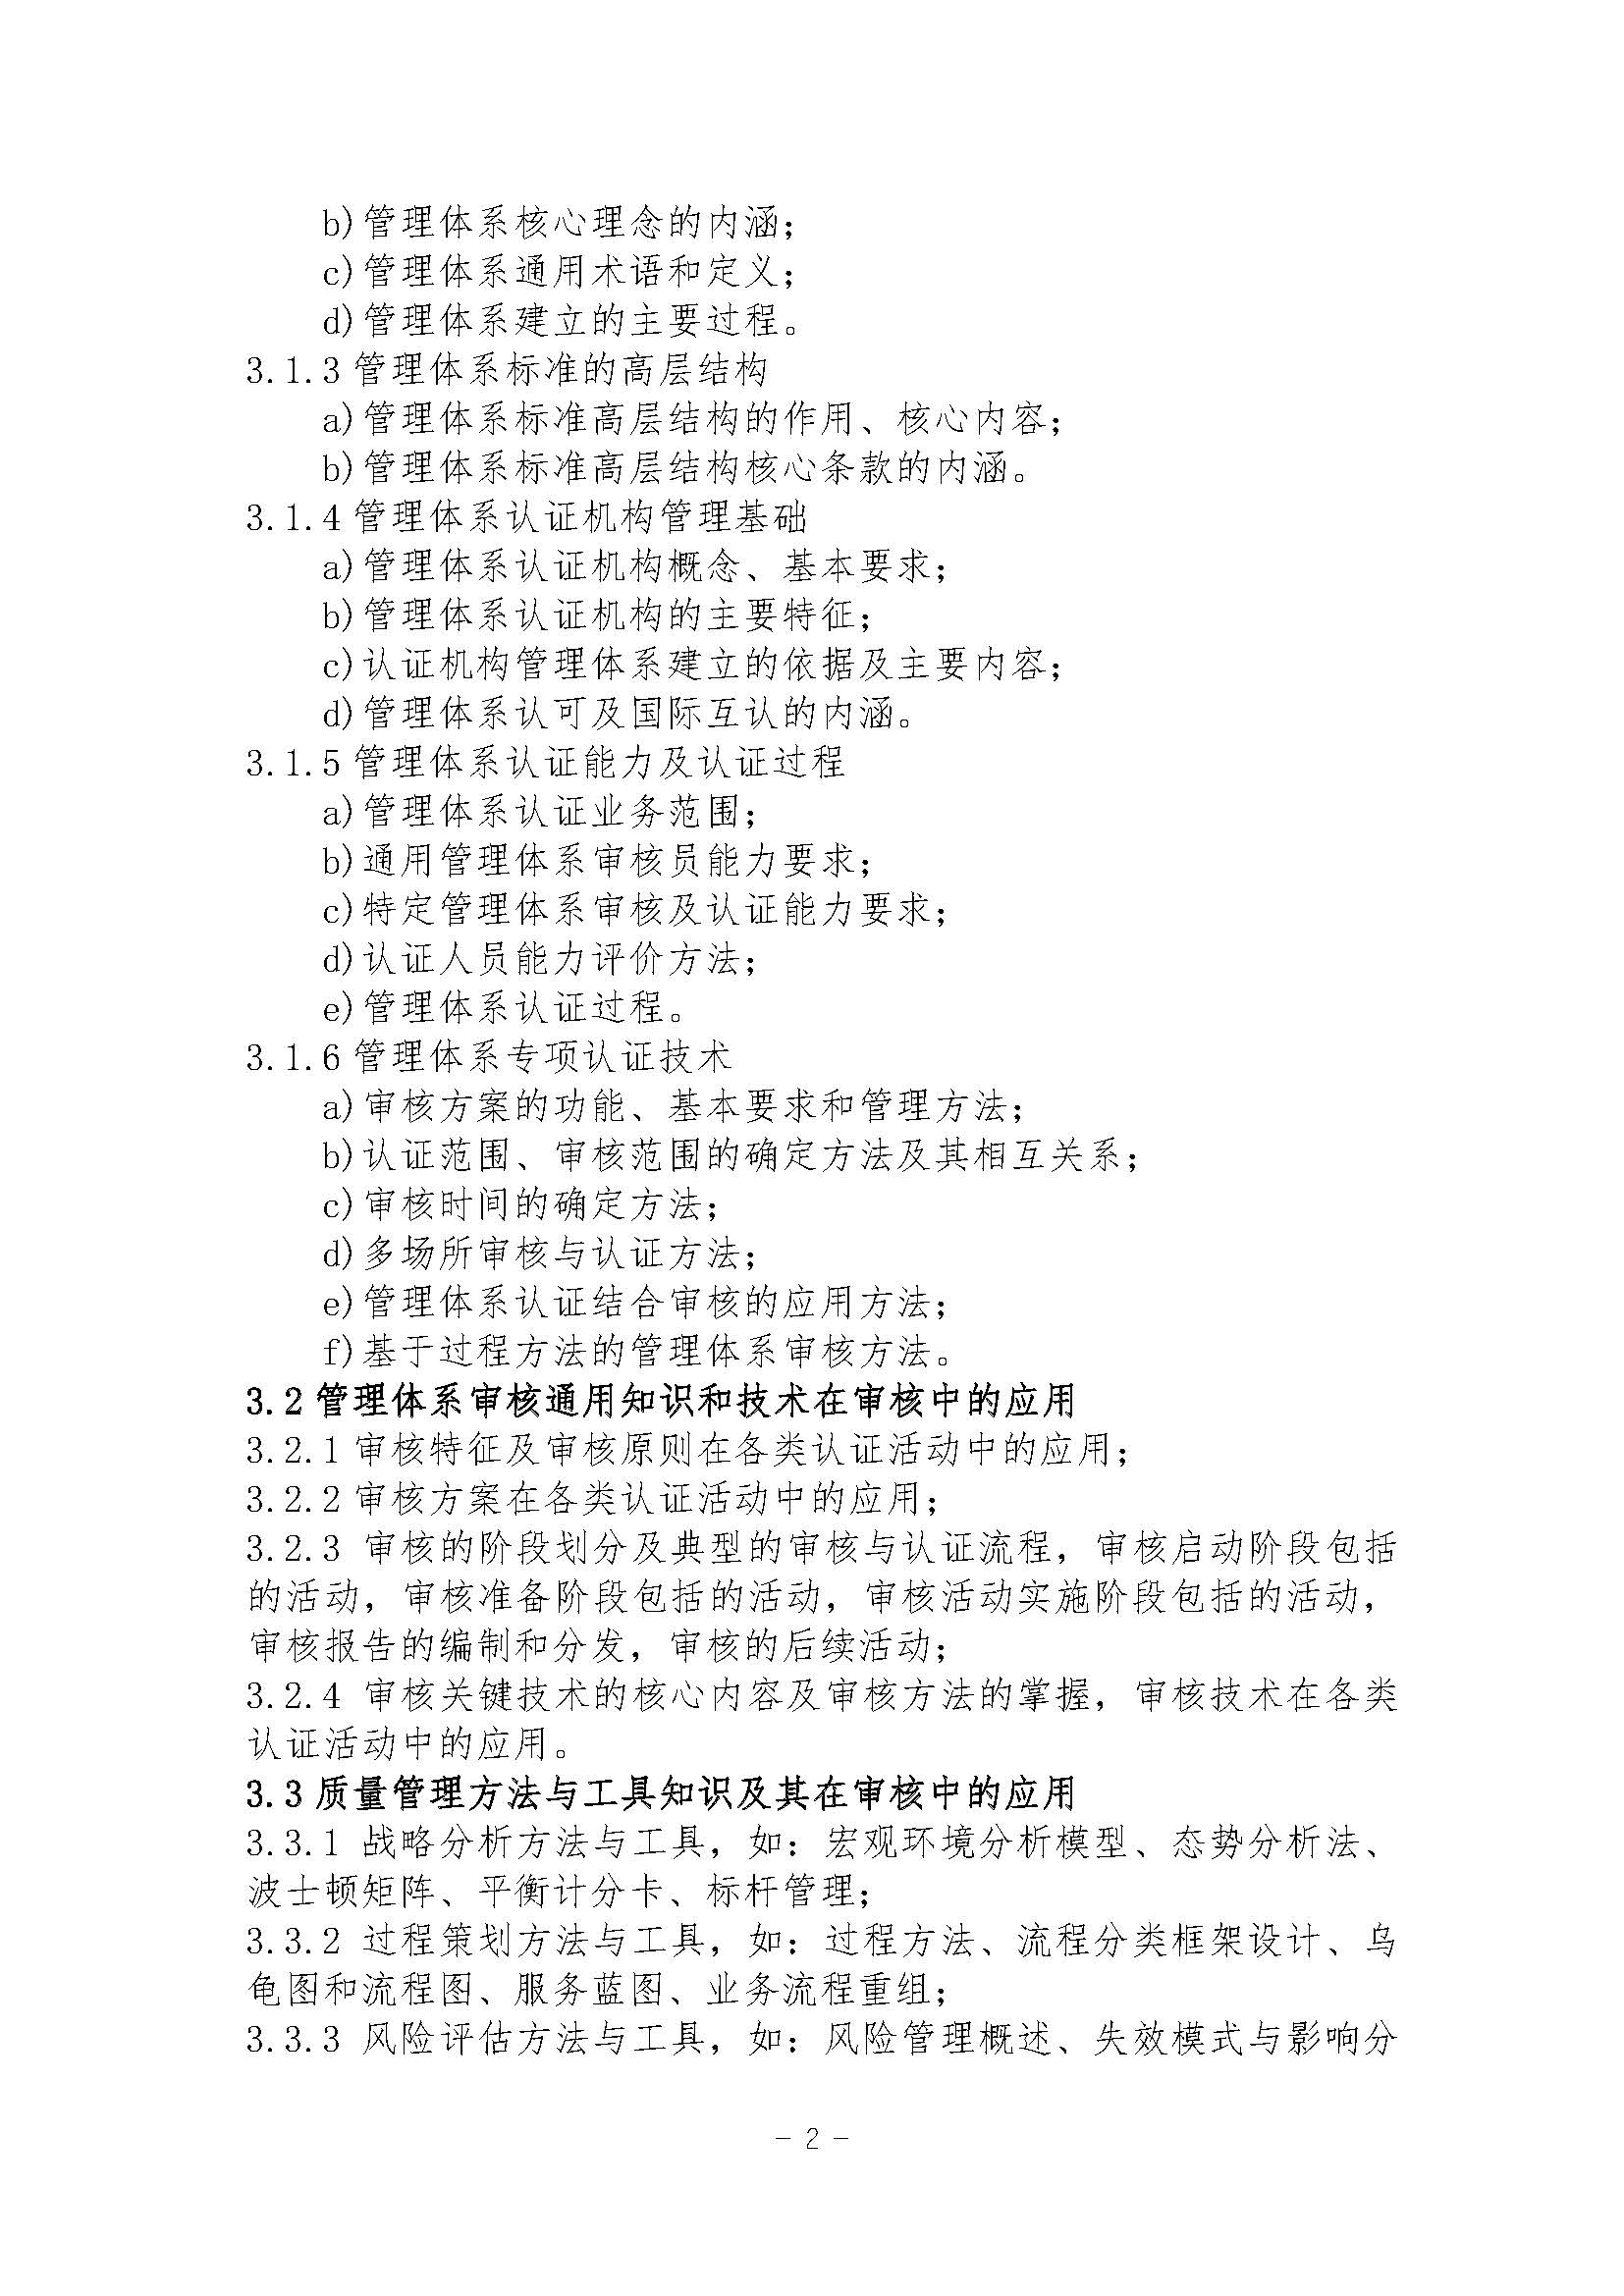 b)管理体系核心理念的内涵；
c)管理体系通用术语和定义；
d)管理体系建立的主要过程。
3.1.3管理体系标准的高层结构
a)管理体系标准高层结构的作用、核心内容；
b)管理体系标准高层结构核心条款的内涵。
3.1.4管理体系认证机构管理基础
a)管理体系认证机构概念、基本要求；
b)管理体系认证机构的主要特征；
c)认证机构管理体系建立的依据及主要内容；
d)管理体系认可及国际互认的内涵。
3.1.5管理体系认证能力及认证过程
a)管理体系认证业务范围；
b)通用管理体系审核员能力要求；
c)特定管理体系审核及认证能力要求；
d)认证人员能力评价方法；
e)管理体系认证过程。
3.1.6管理体系专项认证技术
a)审核方案的功能、基本要求和管理方法；
b)认证范围、审核范围的确定方法及其相互关系；
c)审核时间的确定方法；
d)多场所审核与认证方法；
e)管理体系认证结合审核的应用方法；
f)基于过程方法的管理体系审核方法。
3.2管理体系审核通用知识和技术在审核中的应用
3.2.1审核特征及审核原则在各类认证活动中的应用；
3.2.2审核方案在各类认证活动中的应用；
3.2.3 审核的阶段划分及典型的审核与认证流程，审核启动阶段包括
的活动，审核准备阶段包括的活动，审核活动实施阶段包括的活动，
审核报告的编制和分发，审核的后续活动；
3.2.4 审核关键技术的核心内容及审核方法的掌握，审核技术在各类
认证活动中的应用。
3.3质量管理方法与工具知识及其在审核中的应用
3.3.1 战略分析方法与工具，如：宏观环境分析模型、态势分析法、
波士顿矩阵、平衡计分卡、标杆管理；
3.3.2 过程策划方法与工具，如：过程方法、流程分类框架设计、乌
龟图和流程图、服务蓝图、业务流程重组；
3.3.3 风险评估方法与工具，如：风险管理概述、失效模式与影响分
- 2 -